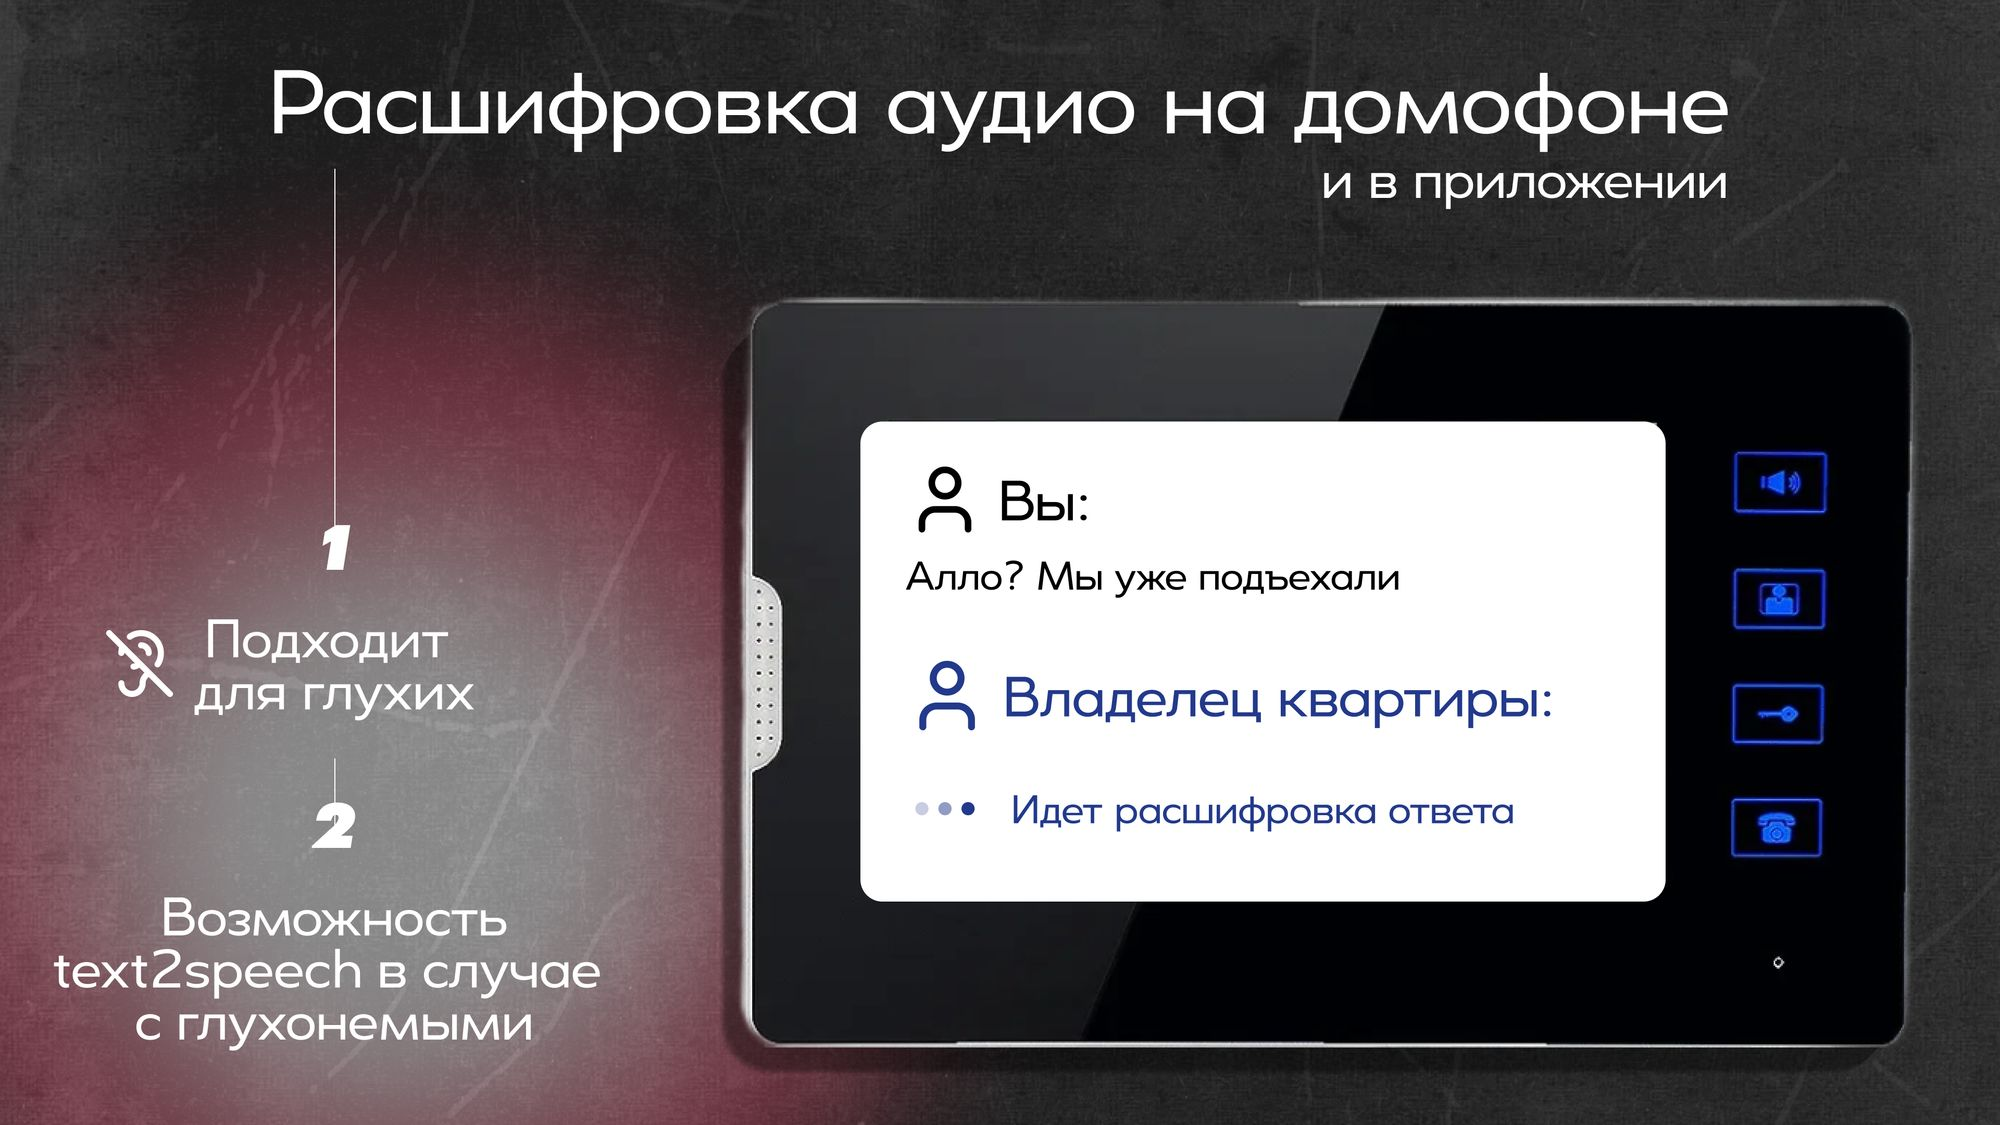 Расшифровка аудио на домофоне
и в приложении
1
Подходит
для глухих
2
Возможность
text2speech в случае
с глухонемыми
Вы:
Алло? Мы уже подъехали
Владелец квартиры:
Идет расшифровка ответа